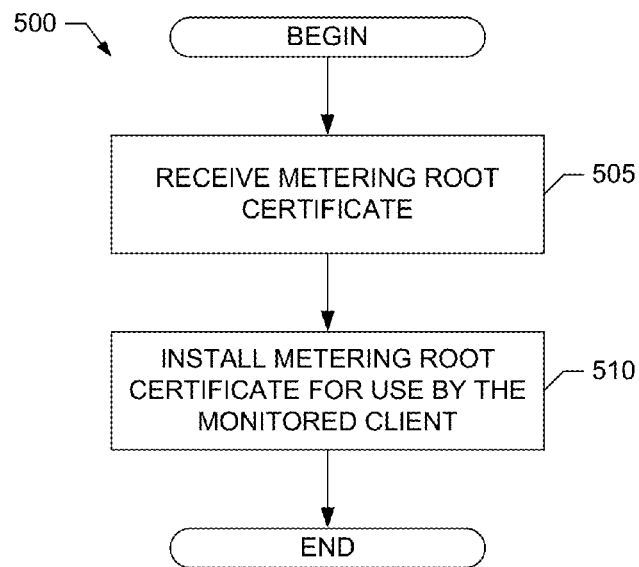 500
BEGIN
RECEIVE METERING ROOT
CERTIFICATE
505
INSTALL METERING ROOT
CERTIFICATE FOR USE BY THE
MONITORED CLIENT
510
END